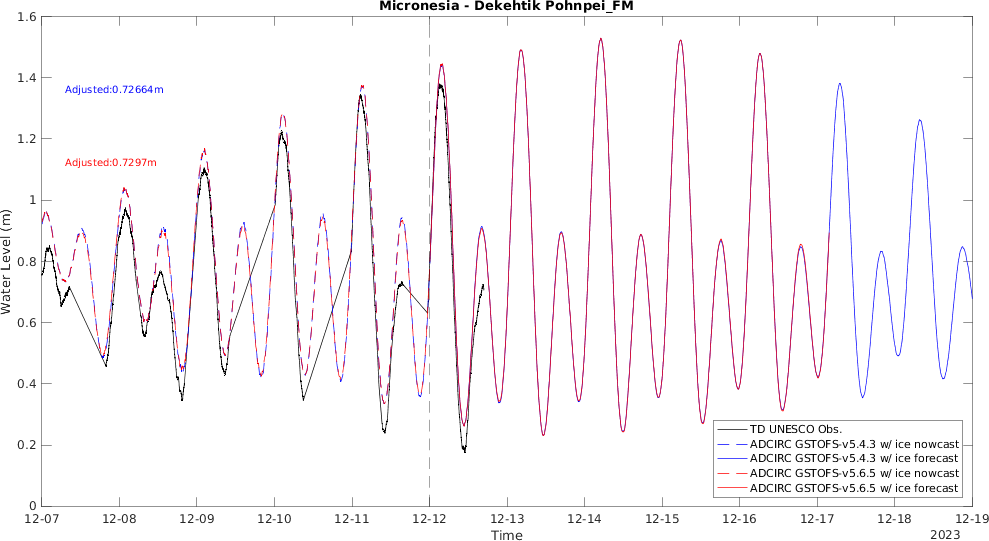 Micronesia - Dekehtik Pohnpei_FM
1.6
1.4
1.2
1
0.8
0.6
0.4
0.2
0
Water Level (m)
Adjusted:0.72664m
Adjusted:0.7297m
TD UNESCO Obs.
ADCIRC GSTOFS-v5.4.3 w/ ice nowcast
ADCIRC GSTOFS-v5.4.3 w/ ice forecast
ADCIRC GSTOFS-v5.6.5 w/ ice nowcast
ADCIRC GSTOFS-v5.6.5 w/ ice forecast
12-07 12-08 12-09 12-10 12-11 12-12 12-13 12-14 12-15 12-16 12-17 12-18 12-19
Time
2023